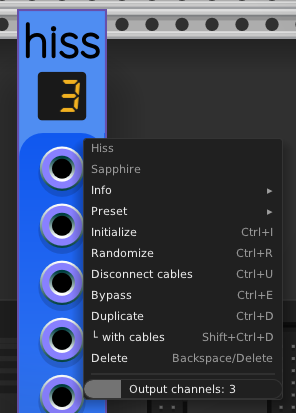 hiss
3
Hiss
Sapphire
Info ▸
Preset ▸
Initialize Ctrl+I
Randomize Ctrl+R
Disconnect cables Ctrl+U
Bypass Ctrl+E
Duplicate Ctrl+D
└ with cables Shift+Ctrl+D
Delete Backspace/Delete
Output channels: 3